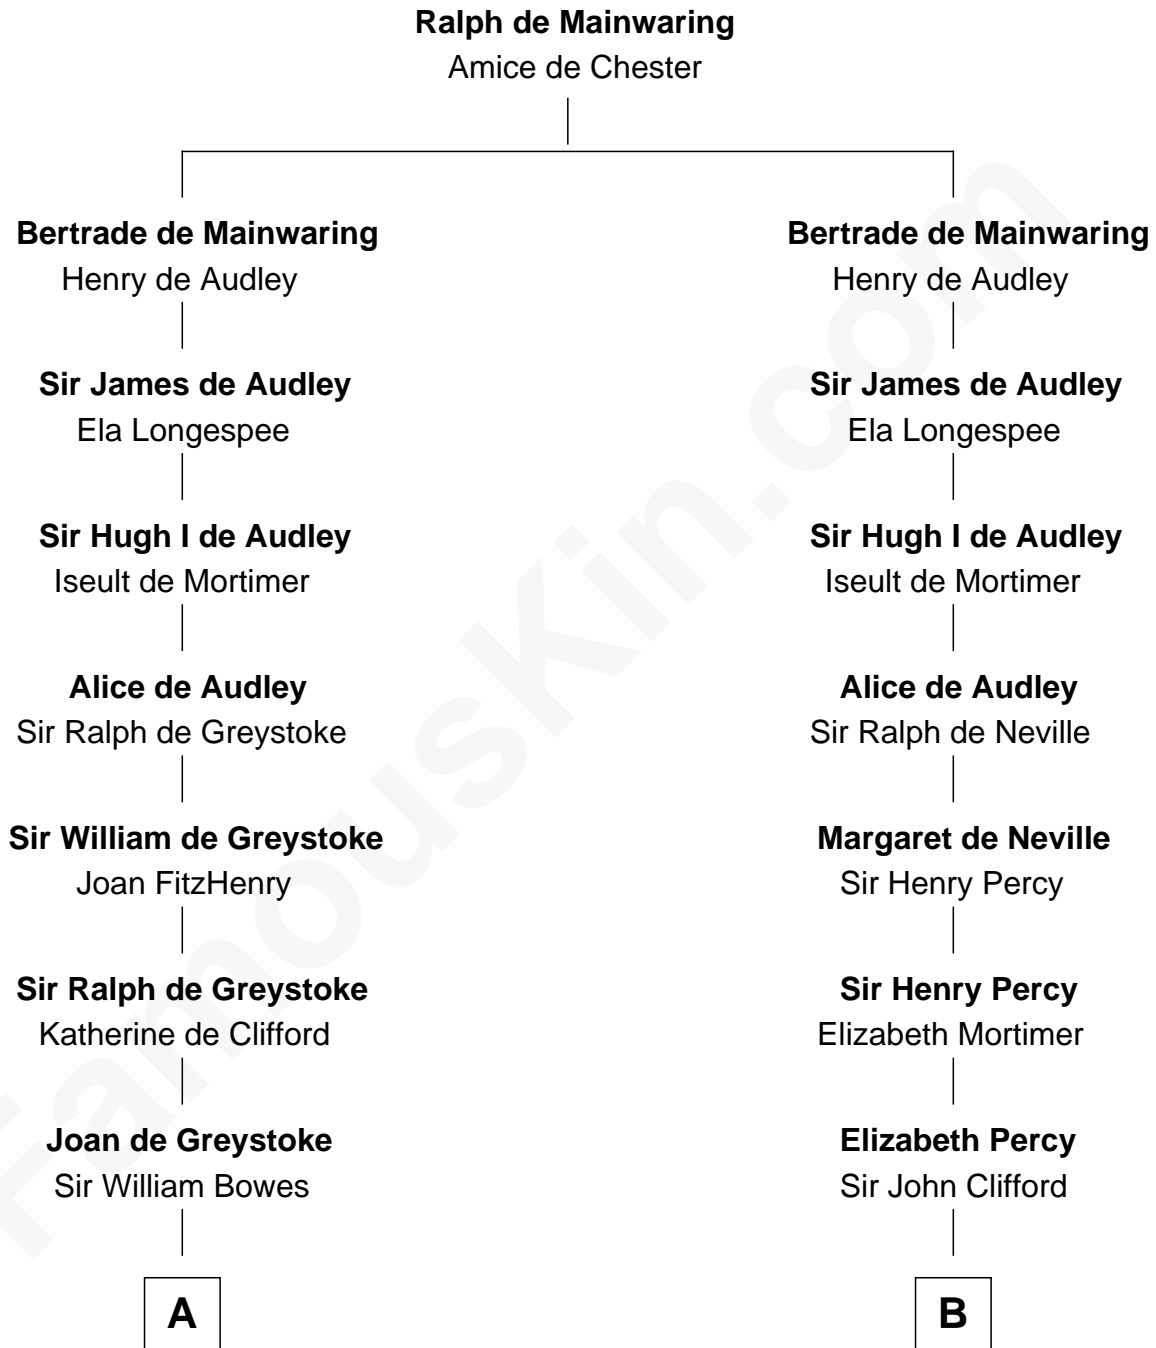 Ralph de Mainwaring
Amice de Chester
Bertrade de Mainwaring
Henry de Audley
Sir James de Audley
Ela Longespee
Sir Hugh I de Audley
Iseult de Mortimer
Alice de Audley
Sir Ralph de Greystoke
Sir William de Greystoke
Joan FitzHenry
Sir Ralph de Greystoke
Katherine de Clifford
Joan de Greystoke
Sir William Bowes
A
Bertrade de Mainwaring
Henry de Audley
Sir James de Audley
Ela Longespee
Sir Hugh I de Audley
Iseult de Mortimer
Alice de Audley
Sir Ralph de Neville
Margaret de Neville
Sir Henry Percy
Sir Henry Percy
Elizabeth Mortimer
Elizabeth Percy
Sir John Clifford
B
FamousKin.com